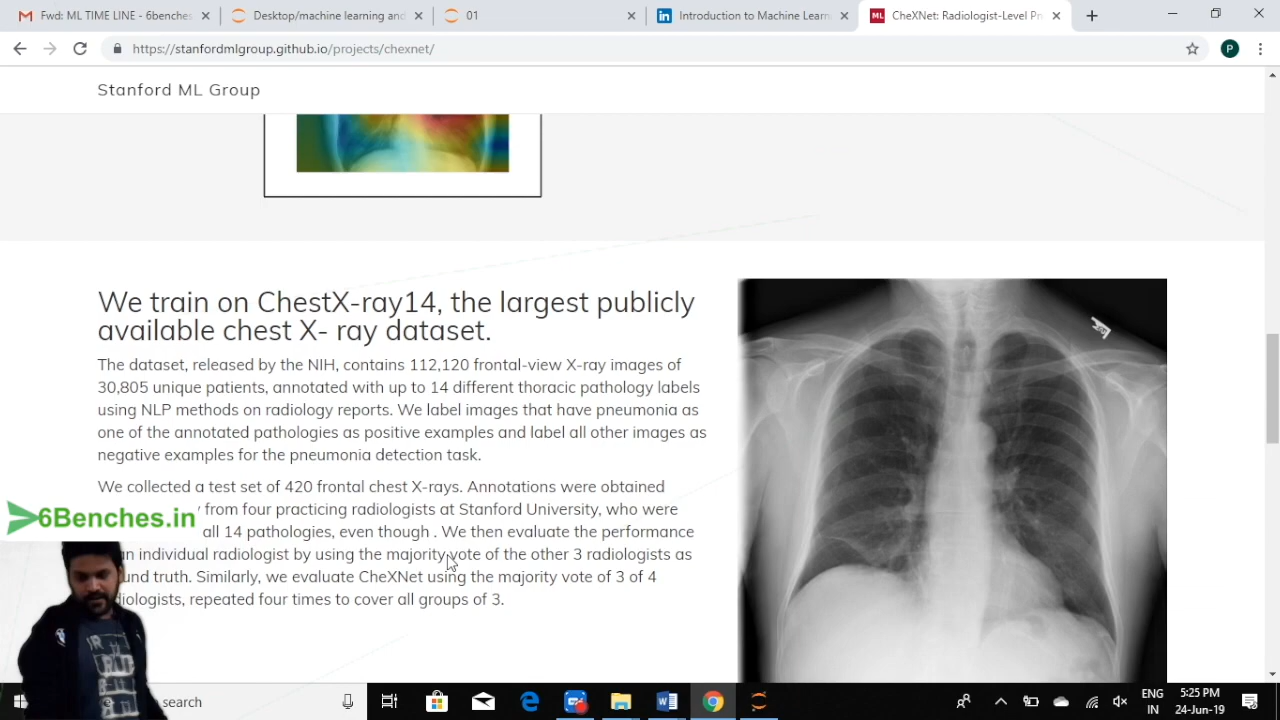 Fwd: ML TIME LINE - 6benches
Desktop/machine learning and
01
Introduction to Machine Learn
ML CheXNet: Radiologist-Level Pr
https://stanfordmlgroup.github.io/projects/chexnet/
P
Stanford ML Group
We train on ChestX-ray14, the largest publicly
available chest X- ray dataset.
The dataset, released by the NIH, contains 112,120 frontal-view X-ray images of
30,805 unique patients, annotated with up to 14 different thoracic pathology labels
using NLP methods on radiology reports. We label images that have pneumonia as
one of the annotated pathologies as positive examples and label all other images as
negative examples for the pneumonia detection task.
We collected a test set of 420 frontal chest X-rays. Annotations were obtained
from four practicing radiologists at Stanford University, who were
6Benches.in
all 14 pathologies, even though . We then evaluate the performance
an individual radiologist by using the majority vote of the other 3 radiologists as
und truth. Similarly, we evaluate CheXNet using the majority vote of 3 of 4
diologists, repeated four times to cover all groups of 3.
search
ENG
IN
5:25 PM
24-Jun-19